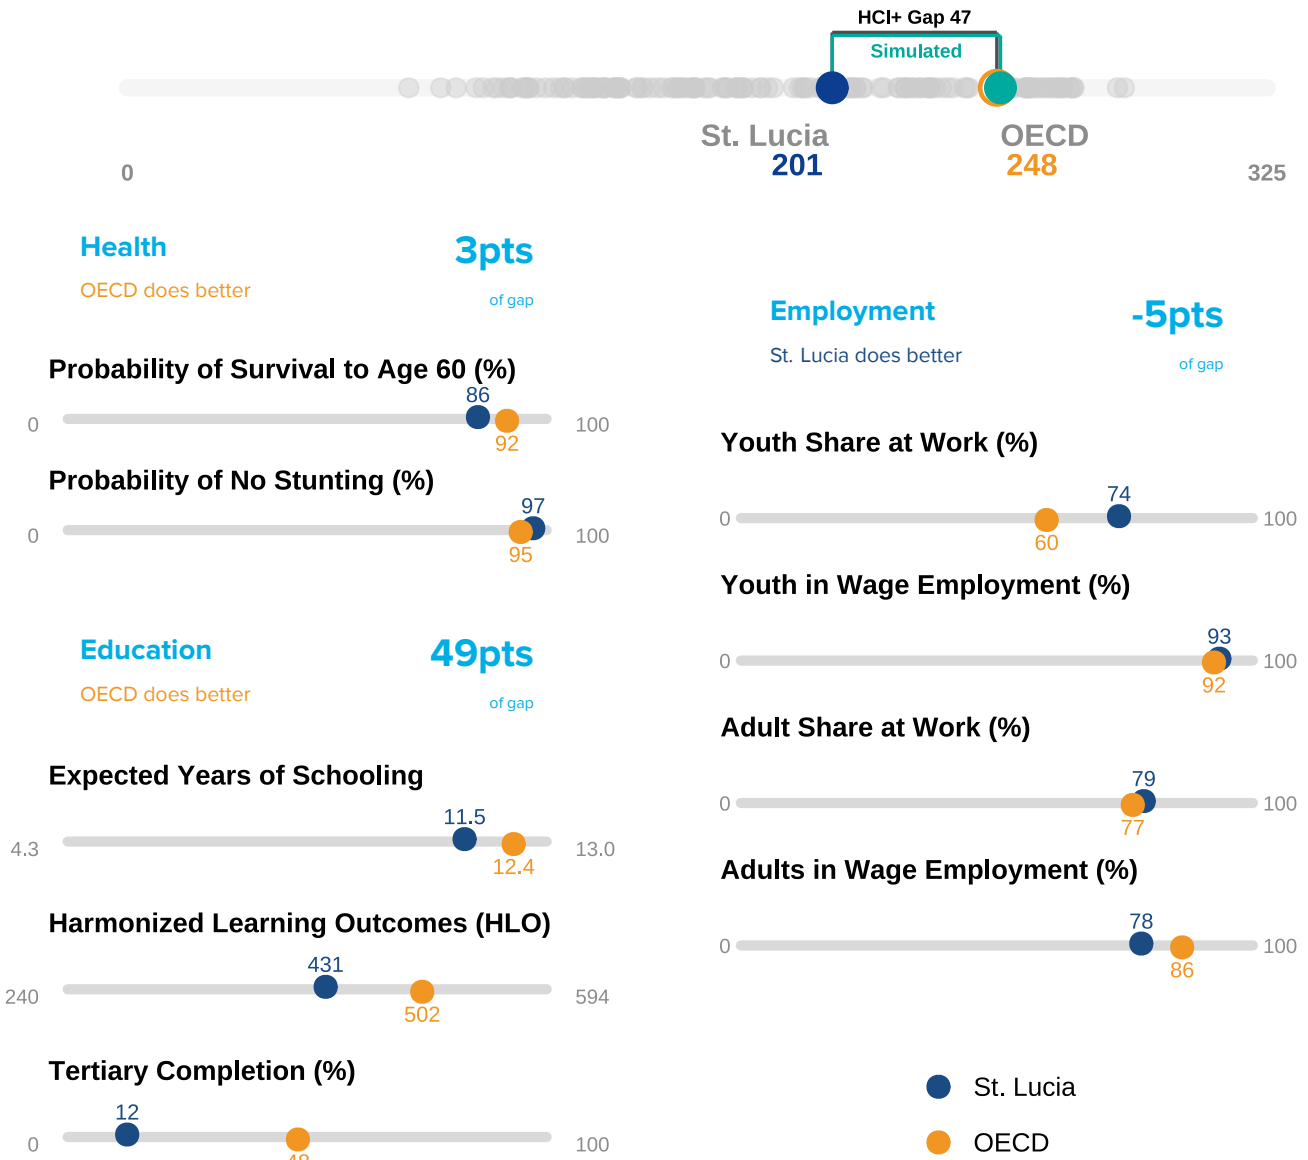 HCI+ Gap 47
Simulated
St. Lucia
201
OECD
248
0
325
Health
3pts
OECD does better
of gap
Probability of Survival to Age 60 (%)
86
0
100
92
Probability of No Stunting (%)
97
0
100
95
Education
49pts
OECD does better
of gap
Expected Years of Schooling
11.5
4.3
13.0
12.4
Harmonized Learning Outcomes (HLO)
431
240
594
502
Tertiary Completion (%)
12
0
100
48
Employment
-5pts
St. Lucia does better
of gap
Youth Share at Work (%)
74
0
100
60
Youth in Wage Employment (%)
93
0
100
92
Adult Share at Work (%)
79
0
100
77
Adults in Wage Employment (%)
78
0
100
86
St. Lucia
OECD